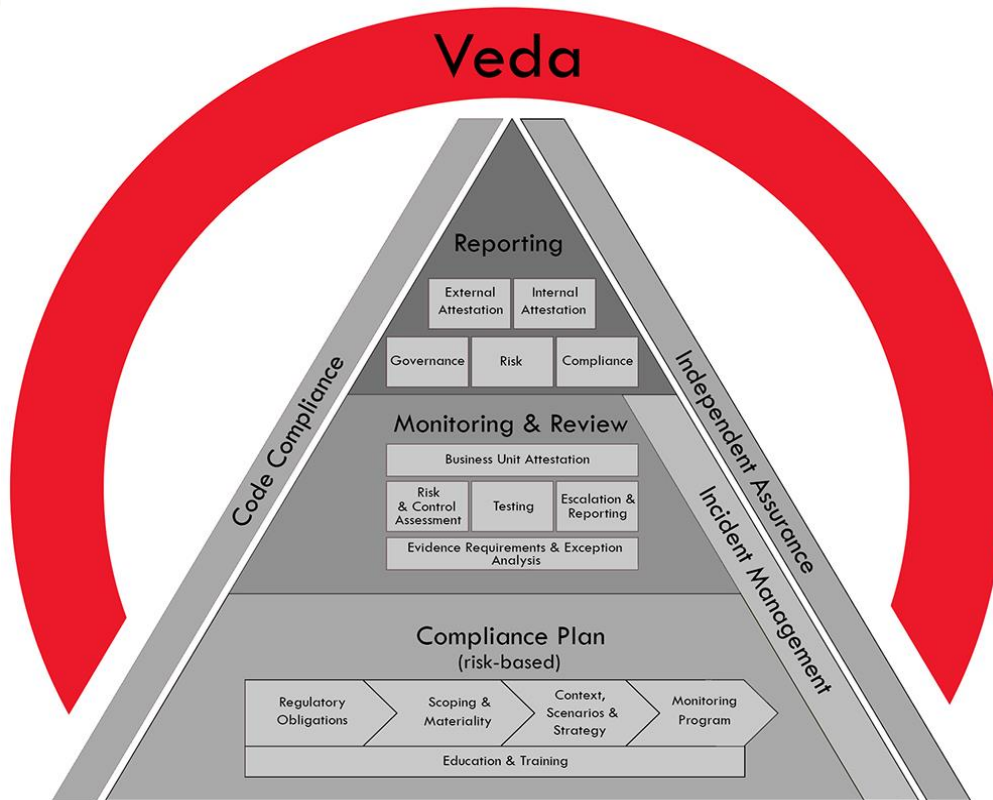 Veda
Reporting
External
Attestation
Internal
Attestation
Governance
Risk
Compliance
Code Compliance
Independent Assurance
Monitoring & Review
Business Unit Attestation
Risk
& Control
Assessment
Testing
Escalation &
Reporting
Evidence Requirements & Exception
Analysis
Incident Management
Compliance Plan
(risk-based)
Regulatory
Obligations
Scoping &
Materiality
Context,
Scenarios &
Strategy
Monitoring
Program
Education & Training